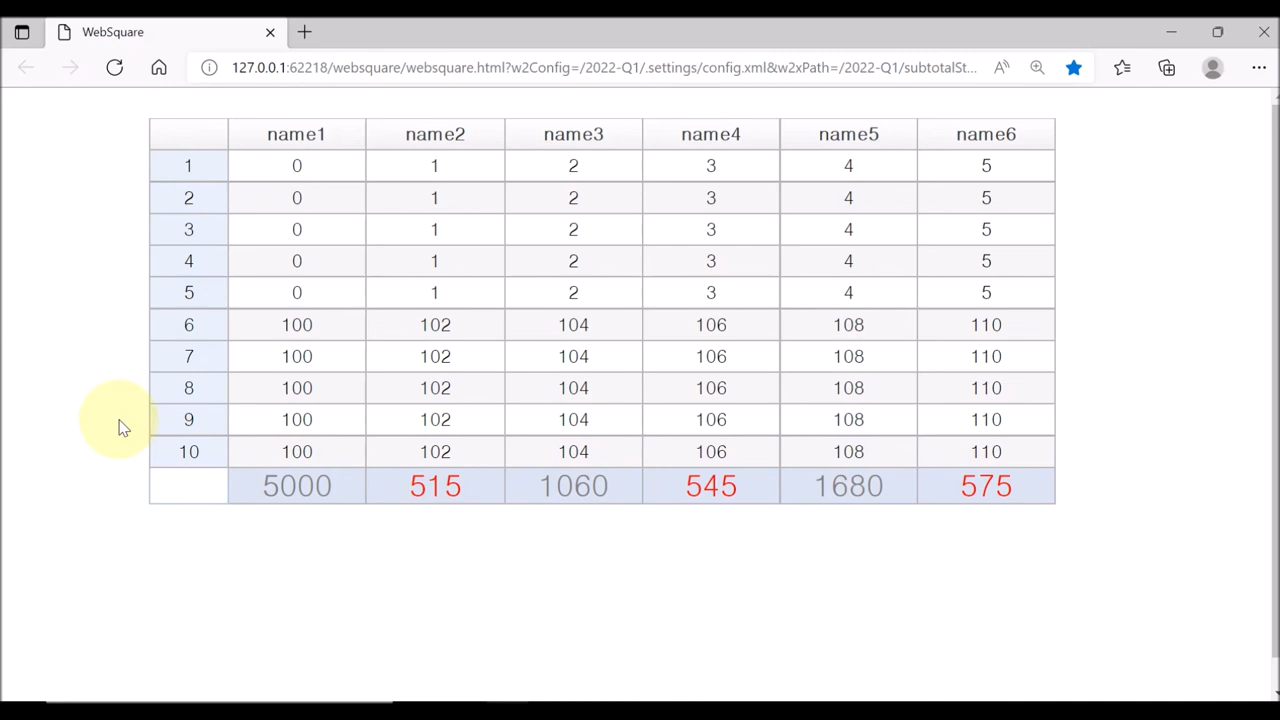 WebSquare
127.0.0.1:62218/websquare/websquare.html?w2Config=/2022-Q1/.settings/config.xml&w2xPath=/2022-Q1/subtotalSt...
name1 name2 name3 name4 name5 name6
1 0 1 2 3 4 5
2 0 1 2 3 4 5
3 0 1 2 3 4 5
4 0 1 2 3 4 5
5 0 1 2 3 4 5
6 100 102 104 106 108 110
7 100 102 104 106 108 110
8 100 102 104 106 108 110
9 100 102 104 106 108 110
10 100 102 104 106 108 110
5000 515 1060 545 1680 575